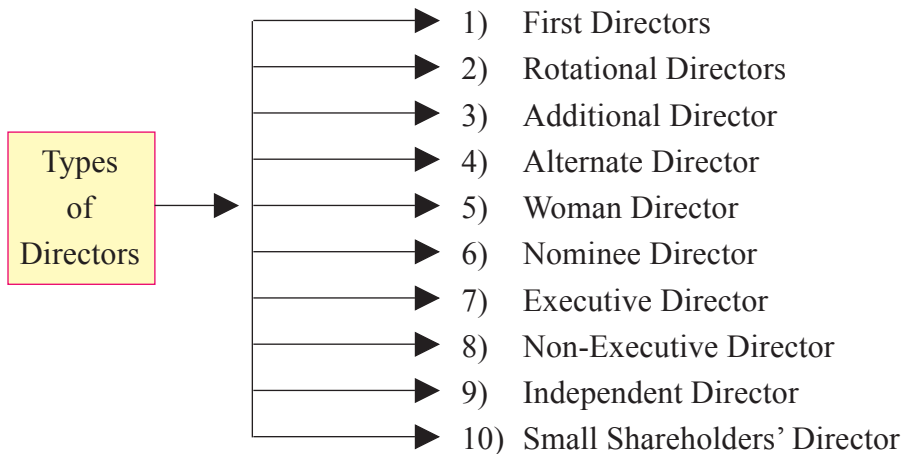 Types
of
Directors
1) First Directors
2) Rotational Directors
3) Additional Director
4) Alternate Director
5) Woman Director
6) Nominee Director
7) Executive Director
8) Non-Executive Director
9) Independent Director
10) Small Shareholders’ Director